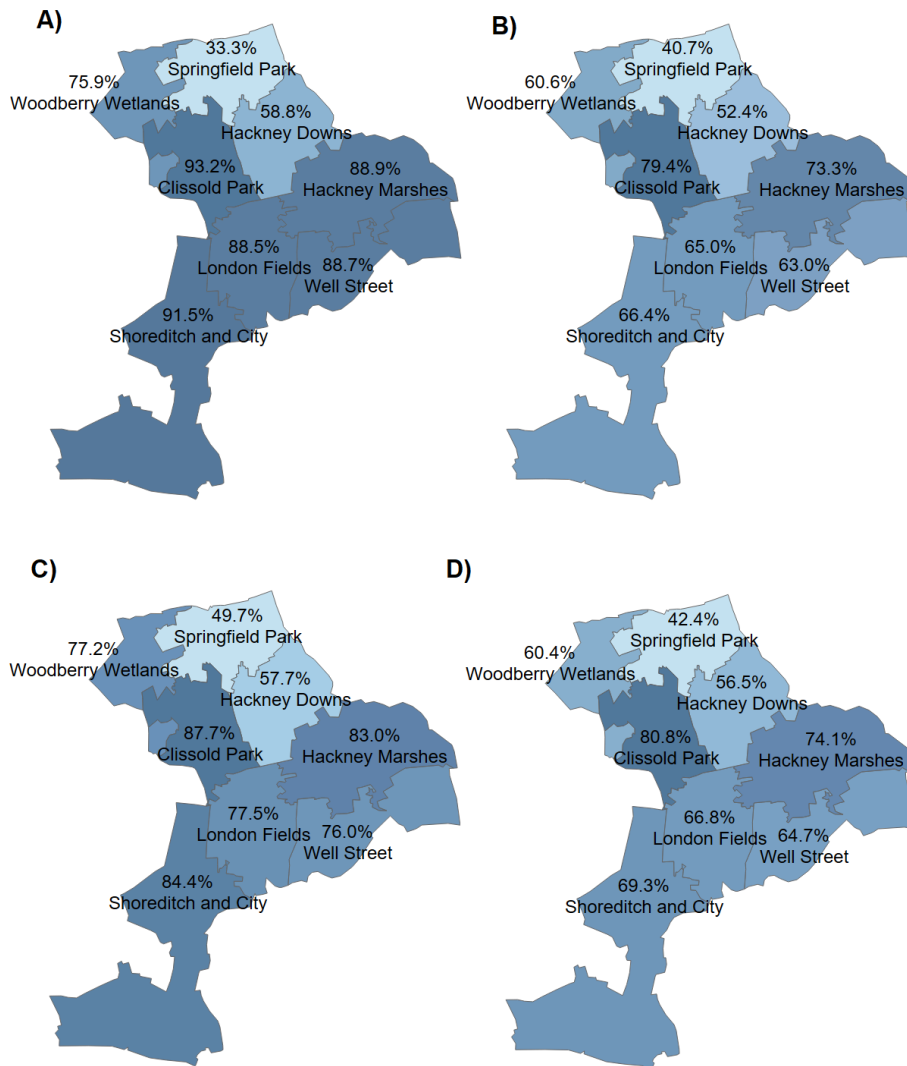 A)
33.3%
Springfield Park
75.9%
Woodberry Wetlands
58.8%
Hackney Downs
93.2%
Clissold Park
88.9%
Hackney Marshes
88.5%
London Fields
88.7%
Well Street
91.5%
Shoreditch and City
B)
40.7%
Springfield Park
60.6%
Woodberry Wetlands
52.4%
Hackney Downs
79.4%
Clissold Park
73.3%
Hackney Marshes
65.0%
London Fields
63.0%
Well Street
66.4%
Shoreditch and City
C)
49.7%
Springfield Park
77.2%
Woodberry Wetlands
57.7%
Hackney Downs
87.7%
Clissold Park
83.0%
Hackney Marshes
77.5%
London Fields
76.0%
Well Street
84.4%
Shoreditch and City
D)
42.4%
Springfield Park
60.4%
Woodberry Wetlands
56.5%
Hackney Downs
80.8%
Clissold Park
74.1%
Hackney Marshes
66.8%
London Fields
64.7%
Well Street
69.3%
Shoreditch and City